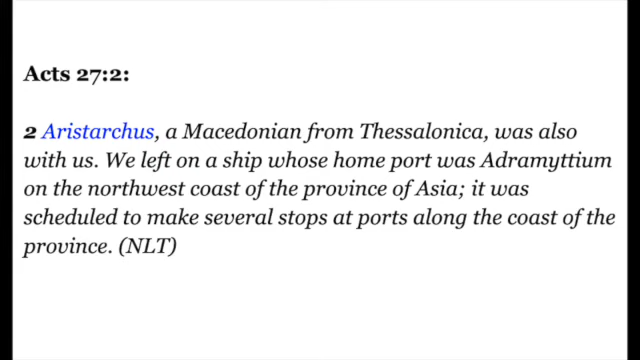 Acts 27:2:
2 Aristarchus, a Macedonian from Thessalonica, was also
with us. We left on a ship whose home port was Adramyttium
on the northwest coast of the province of Asia; it was
scheduled to make several stops at ports along the coast of the
province. (NLT)